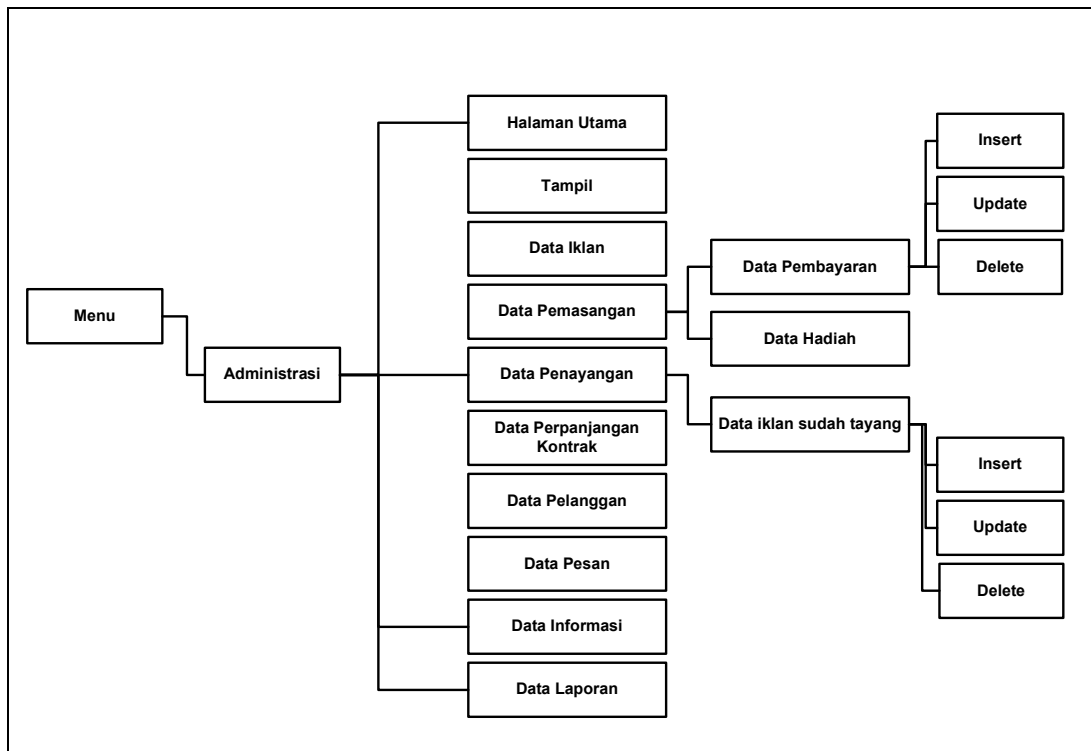 Menu
Administrasi
Halaman Utama
Tampil
Data Iklan
Data Pemasangan
Data Penayangan
Data Perpanjangan
Kontrak
Data Pelanggan
Data Pesan
Data Informasi
Data Laporan
Data Pembayaran
Data Hadiah
Data iklan sudah tayang
Insert
Update
Delete
Insert
Update
Delete